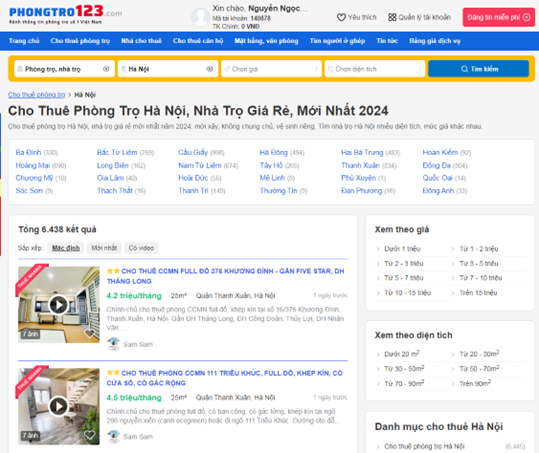 PHONGTRO123.com
Kênh thông tin phòng trọ số 1 Việt Nam
Xin chào, Nguyễn Ngọc...
Mã tài khoản: 148878
TK Chính: 0 VNĐ
Yêu thích
Quản lý tài khoản
Đăng tin miễn phí
Trang chủ Cho thuê phòng trọ Nhà cho thuê Cho thuê căn hộ Mặt bằng, văn phòng Tìm người ở ghép Tin tức Bảng giá dịch vụ
Phòng trọ, nhà trọ Hà Nội Chọn giá Chọn diện tích Tìm kiếm
Cho thuê phòng trọ > Hà Nội
Cho Thuê Phòng Trọ Hà Nội, Nhà Trọ Giá Rẻ, Mới Nhất 2024
Cho thuê phòng trọ Hà Nội, nhà trọ giá rẻ mới nhất năm 2024: mới xây, không chung chủ, vệ sinh riêng. Tìm nhà trọ Hà Nội nhiều diện tích, mức giá khác nhau.
Ba Đình (330) Bắc Từ Liêm (299) Cầu Giấy (998) Hà Đông (494) Hai Bà Trưng (483) Hoàn Kiếm (92)
Hoàng Mai (690) Long Biên (162) Nam Từ Liêm (674) Tây Hồ (265) Thanh Xuân (834) Đống Đa (804)
Chương Mỹ (10) Gia Lâm (40) Hoài Đức (55) Mê Linh (5) Phú Xuyên (1) Quốc Oai (14)
Sóc Sơn (9) Thạch Thất (16) Thanh Trì (149) Thường Tín (9) Đan Phượng (16) Đông Anh (33)
Tổng 6.438 kết quả
Sắp xếp: Mặc định Mới nhất Có video
CHO THUÊ NHANH
7 ảnh
CHO THUÊ CCMN FULL ĐỒ 376 KHƯƠNG ĐÌNH - GẦN FIVE STAR, ĐH THĂNG LONG
4.2 triệu/tháng 25m² Quận Thanh Xuân, Hà Nội 1 ngày trước
Chính chủ cho thuê phòng CCMN full đồ, khép kín tại số 16/376 Khương Đình,
Thanh Xuân, Hà Nội- Gần ĐH Thăng Long, ĐH Công Đoàn, Thủy Lợi, ĐH Nhân
Văn....
Sam Sam
CHO THUÊ NHANH
7 ảnh
CHO THUÊ PHÒNG CCMN 111 TRIỀU KHÚC, FULL ĐỒ, KHÉP KÍN, CÓ
CỬA SỔ, CÓ GÁC RỘNG
4.5 triệu/tháng 25m² Quận Thanh Xuân, Hà Nội 1 ngày trước
Chính chủ cho thuê phòng full đồ, có ban công, có gác lửng, khép kín tại ngõ
286 nguyễn xiển (cạnh ecogreen) hoặc đi ngõ 111 Triều Khúc. Đường oto đỗ...
Sam Sam
Xem theo giá
Dưới 1 triệu Từ 1 - 2 triệu
Từ 2 - 3 triệu Từ 3 - 5 triệu
Từ 5 - 7 triệu Từ 7 - 10 triệu
Từ 10 - 15 triệu Trên 15 triệu
Xem theo diện tích
Dưới 20 m² Từ 20 - 30m²
Từ 30 - 50m² Từ 50 - 70m²
Từ 70 - 90m² Trên 90m²
Danh mục cho thuê Hà Nội
Cho thuê phòng trọ Hà Nội (6.445)